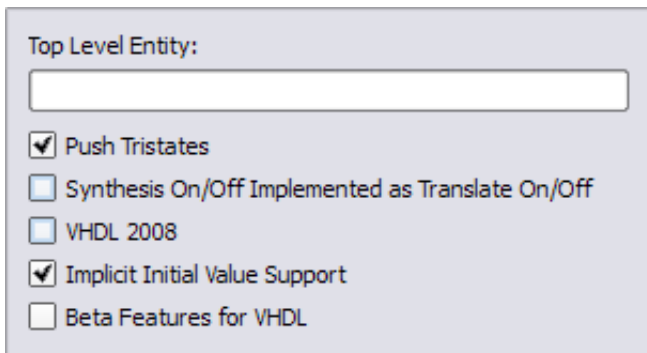 Top Level Entity:
Push Tristates
Synthesis On/Off Implemented as Translate On/Off
VHDL 2008
Implicit Initial Value Support
Beta Features for VHDL